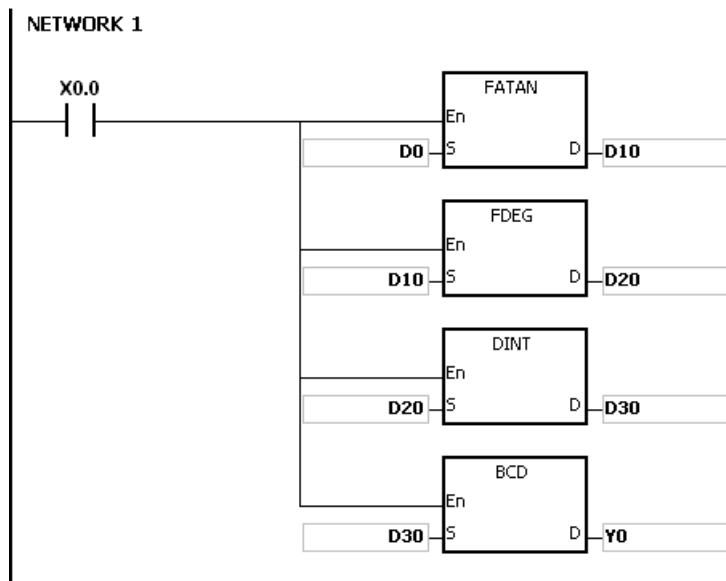 NETWORK 1
X0.0
FATAN
En
D0 S D D10
FDEG
En
D10 S D D20
DINT
En
D20 S D D30
BCD
En
D30 S D Y0